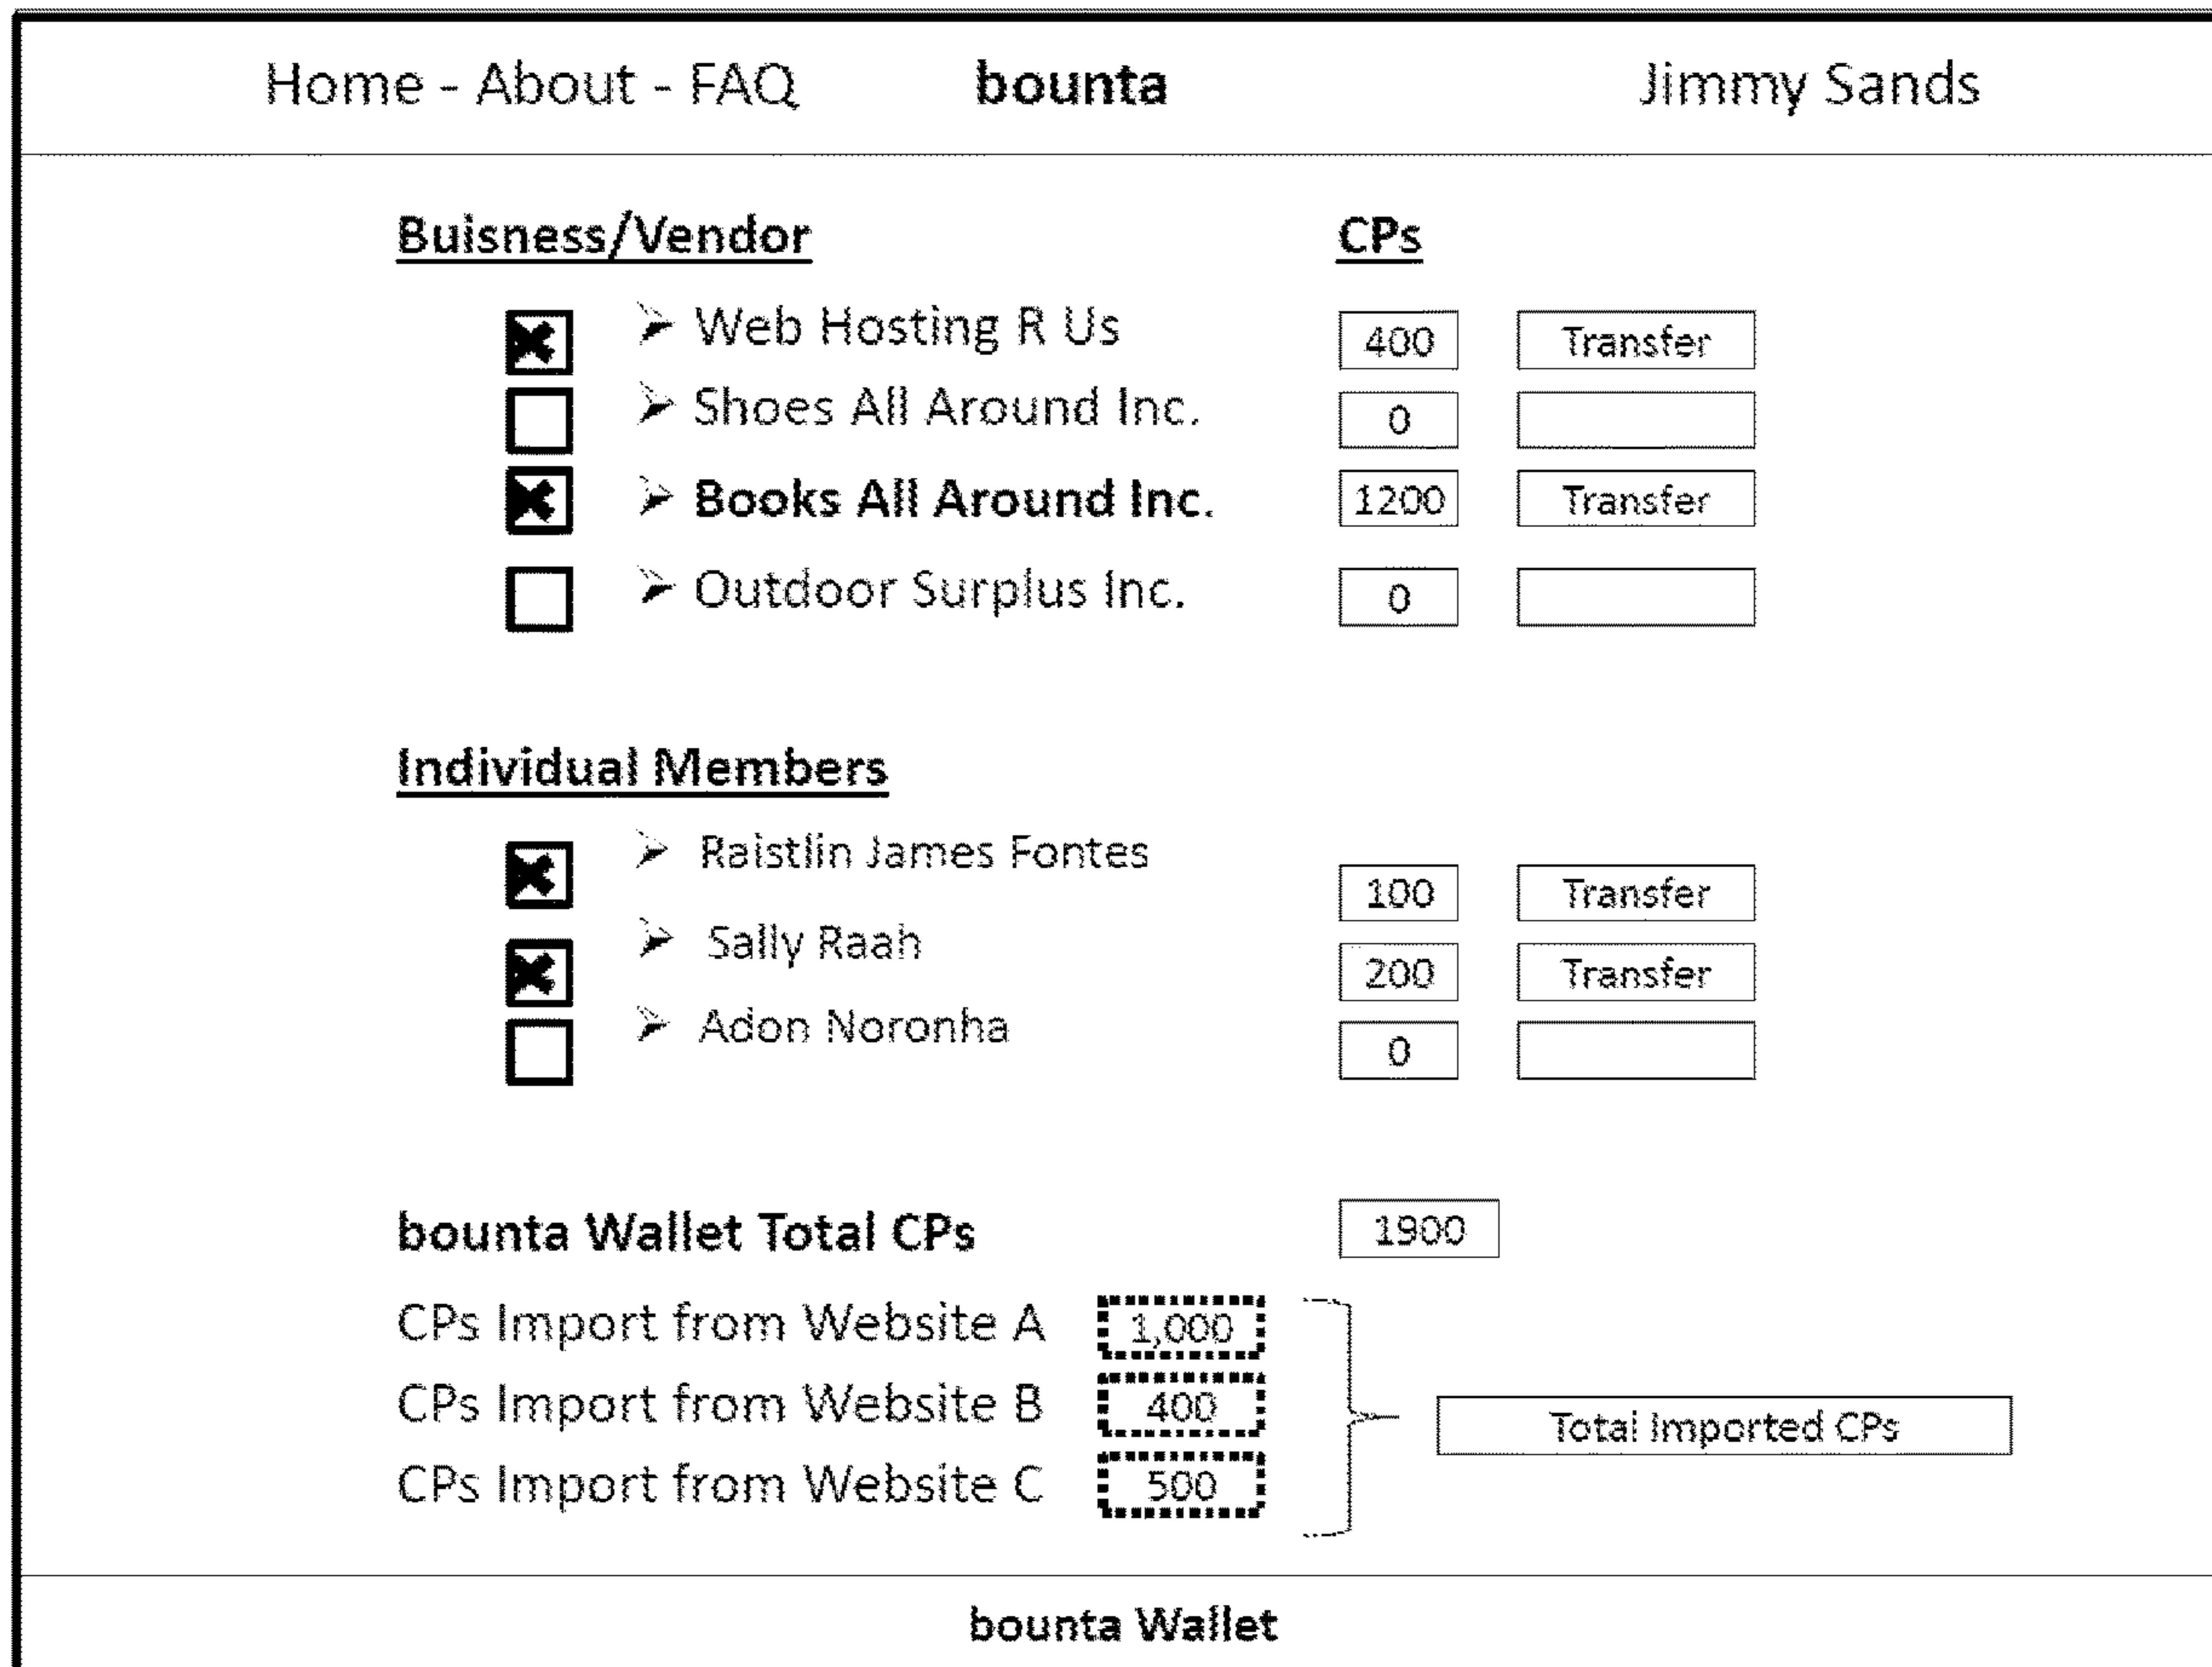 Home - About - FAQ bounta Jimmy Sands
Buisness/Vendor CPs
➢ Web Hosting R Us 400 Transfer
➢ Shoes All Around Inc. 0
➢ Books All Around Inc. 1200 Transfer
➢ Outdoor Surplus Inc. 0
Individual Members
➢ Raistlin James Fontes 100 Transfer
➢ Sally Raah 200 Transfer
➢ Adon Noronha 0
bounta Wallet Total CPs 1900
CPs Import from Website A 1,000
CPs Import from Website B 400
Total Imported CPs
CPs Import from Website C 500
bounta Wallet